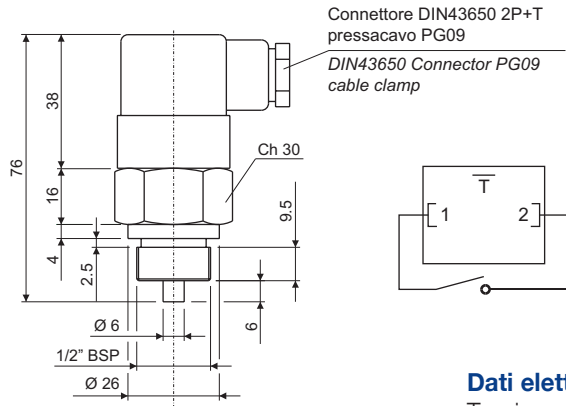 Connettore DIN43650 2P+T
pressacavo PG09
DIN43650 Connector PG09
cable clamp
76
38
16
4
2.5
Ch 30
9.5
6
Ø 6
1/2" BSP
Ø 26
T
1
2
Dati elett